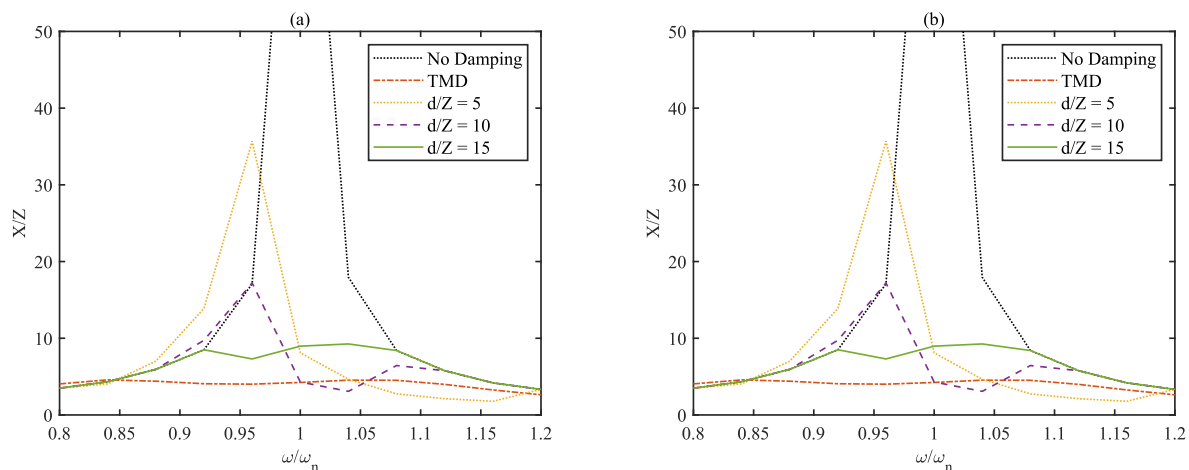 (a)
50
40
30
20
10
0
X/Z
No Damping
TMD
d/Z = 5
d/Z = 10
d/Z = 15
0.8 0.85 0.9 0.95 1 1.05 1.1 1.15 1.2
ω/ωn
(b)
50
40
30
20
10
0
X/Z
No Damping
TMD
d/Z = 5
d/Z = 10
d/Z = 15
0.8 0.85 0.9 0.95 1 1.05 1.1 1.15 1.2
ω/ωn